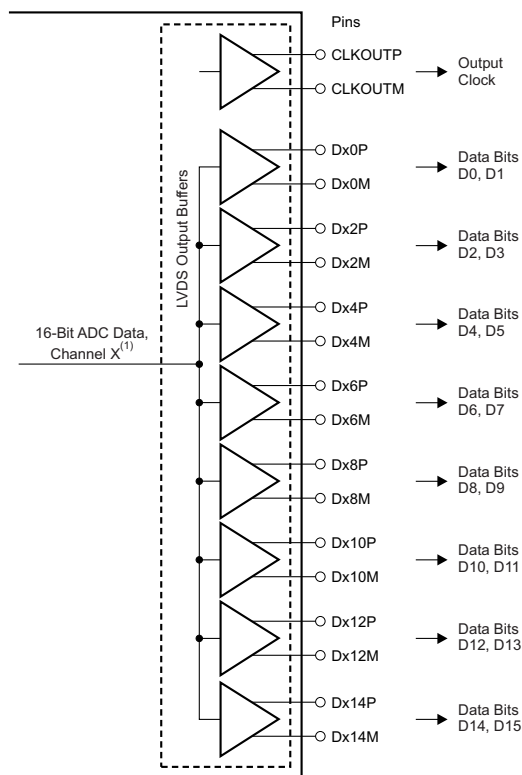 Pins
CLKOUTP
CLKOUTM
Output
Clock
Dx0P
Dx0M
Data Bits
D0, D1
Dx2P
Dx2M
Data Bits
D2, D3
Dx4P
Dx4M
Data Bits
D4, D5
Dx6P
Dx6M
Data Bits
D6, D7
Dx8P
Dx8M
Data Bits
D8, D9
Dx10P
Dx10M
Data Bits
D10, D11
Dx12P
Dx12M
Data Bits
D12, D13
Dx14P
Dx14M
Data Bits
D14, D15
LVDS Output Buffers
16-Bit ADC Data,
Channel X(1)